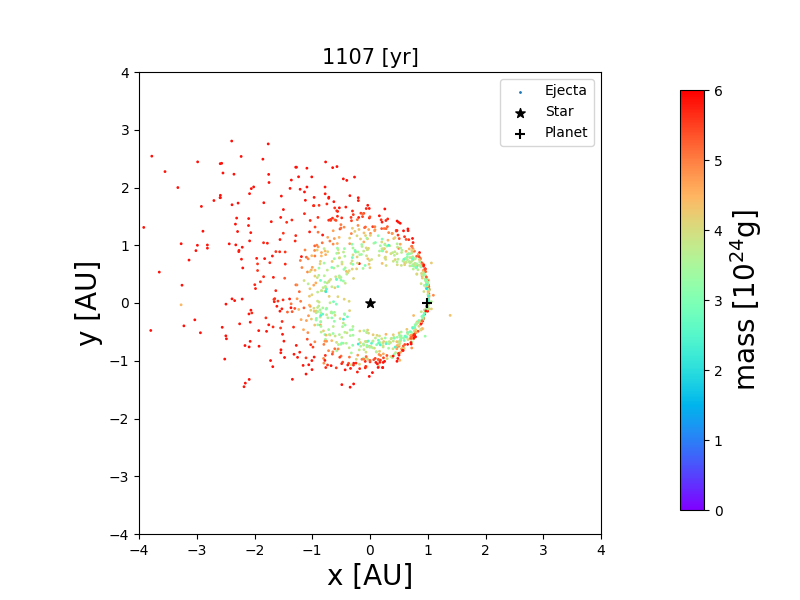 1107 [yr]
Ejecta
Star
Planet
4
3
2
1
0
−1
−2
−3
−4
y [AU]
−4 −3 −2 −1 0 1 2 3 4
x [AU]
6
5
4
3
2
1
0
mass [10²⁴g]